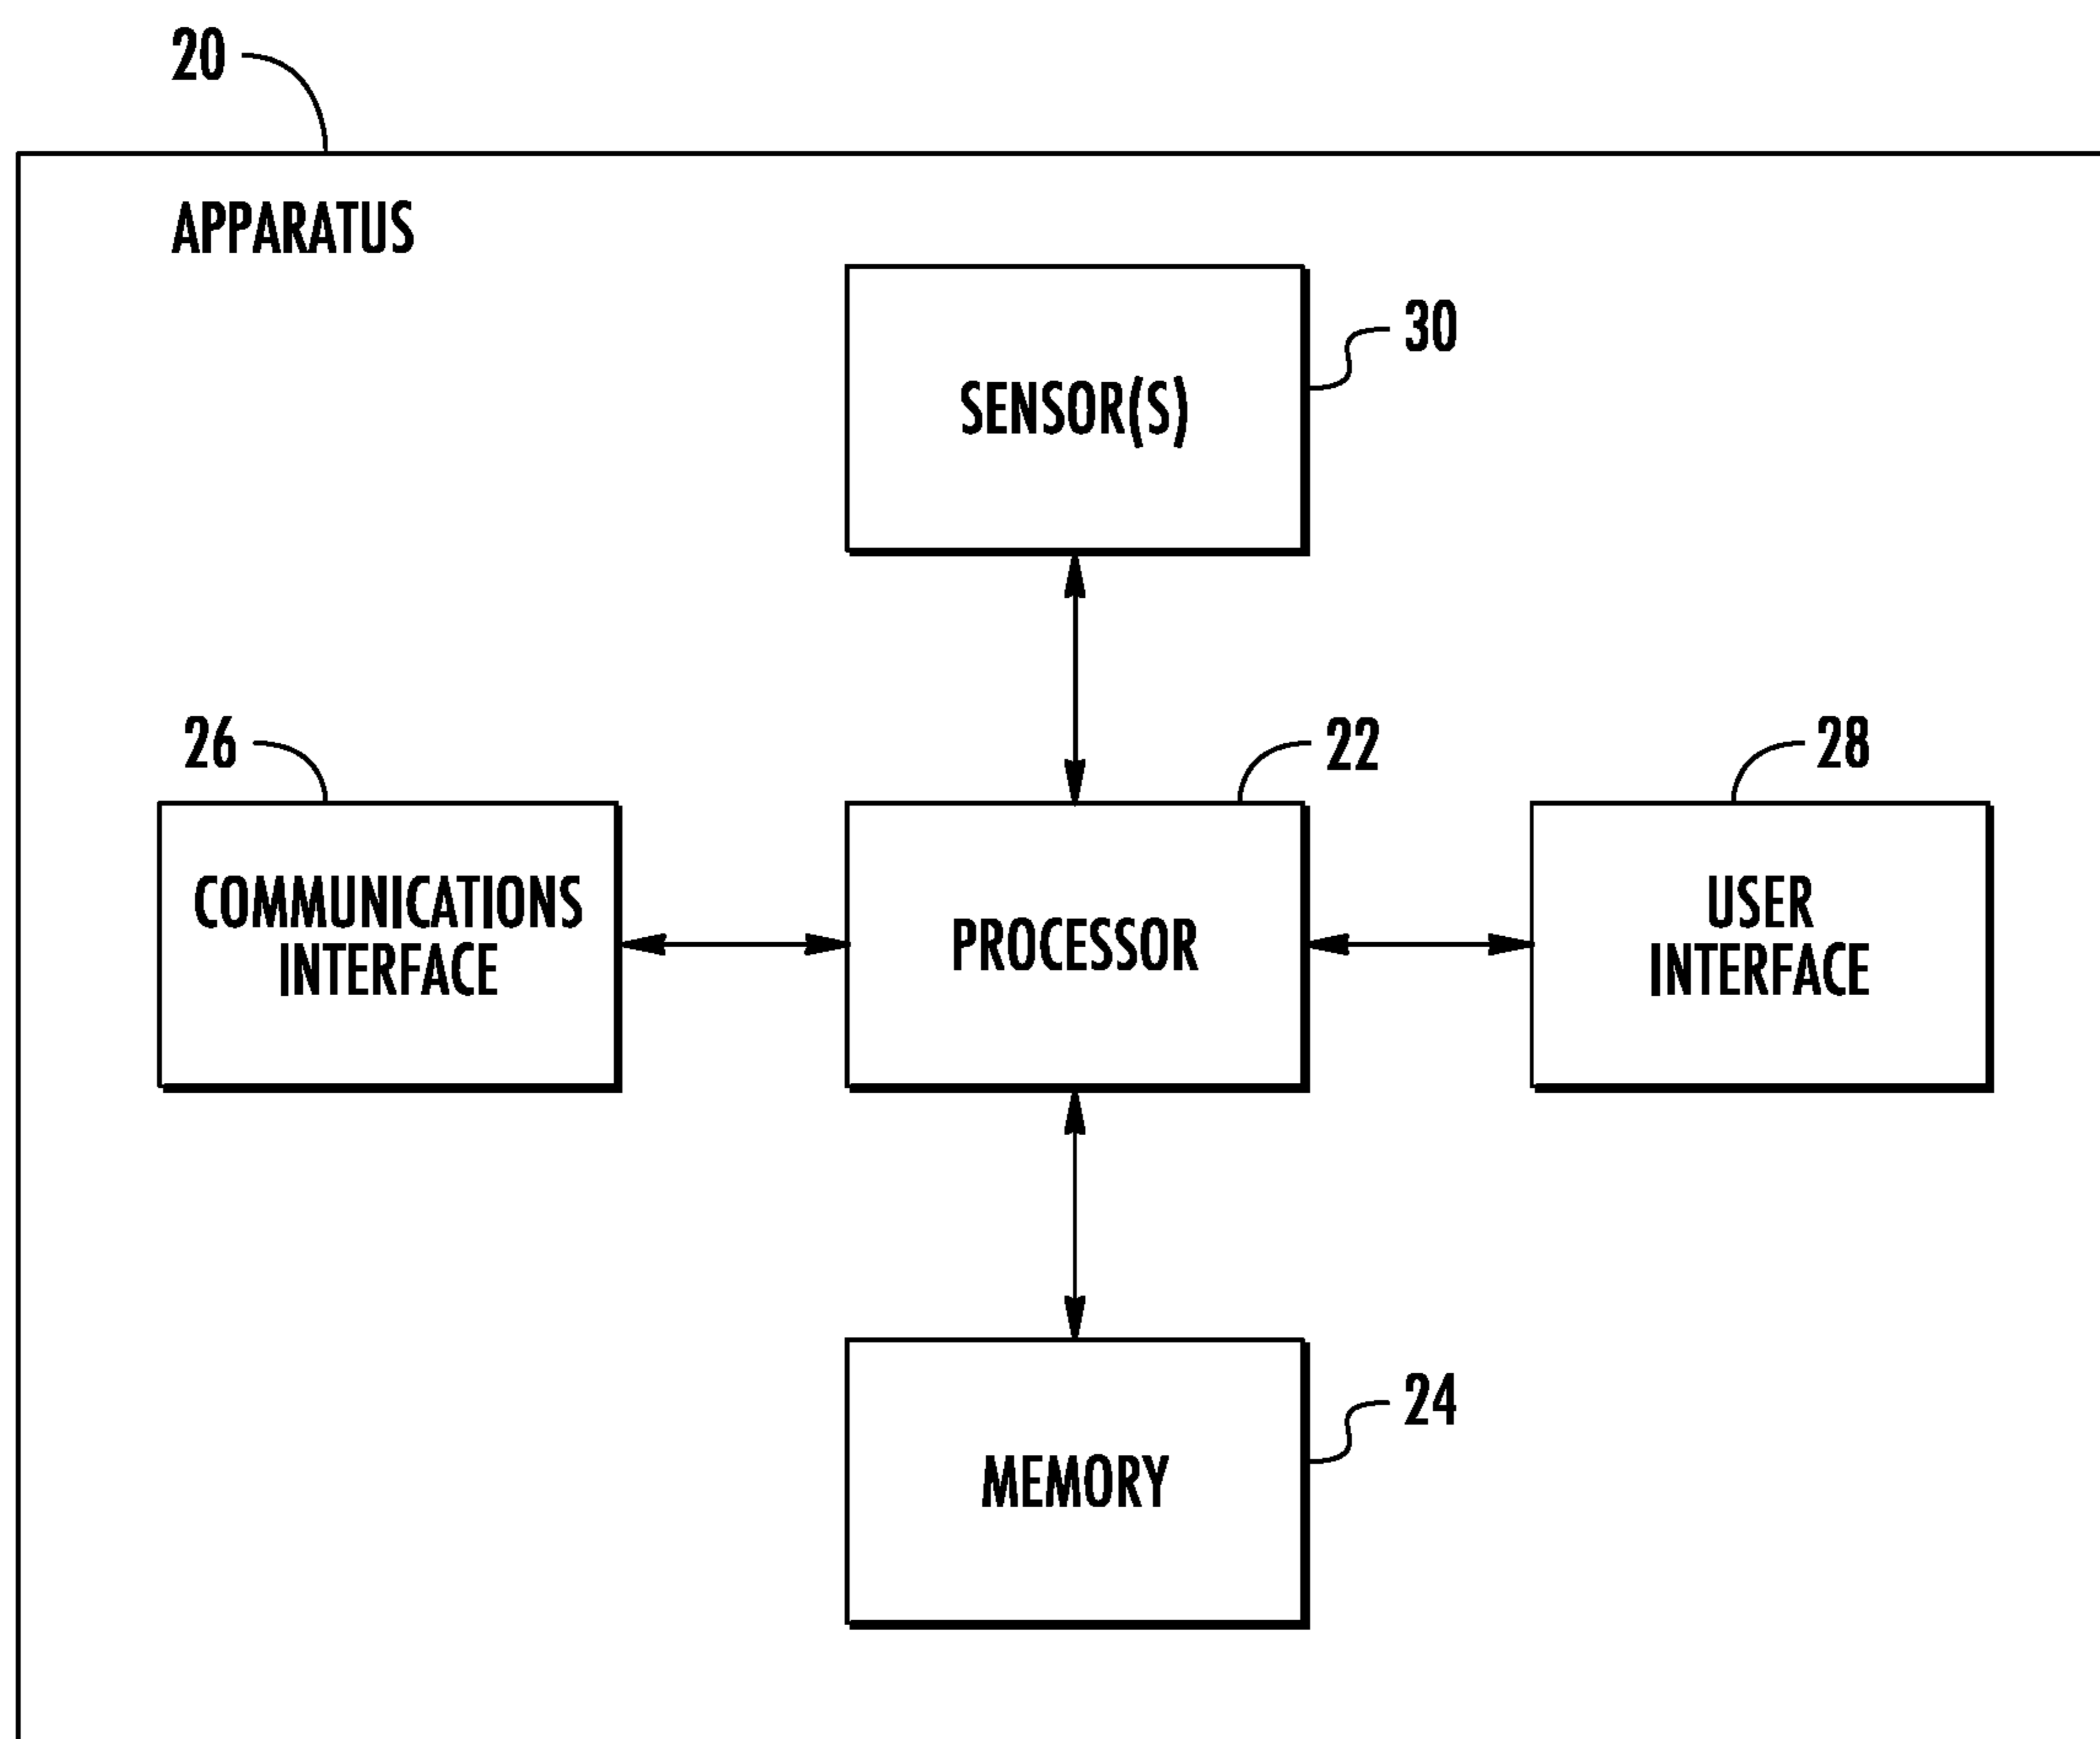 20
APPARATUS
30
SENSOR(S)
26
22
28
COMMUNICATIONS
INTERFACE
PROCESSOR
USER
INTERFACE
24
MEMORY